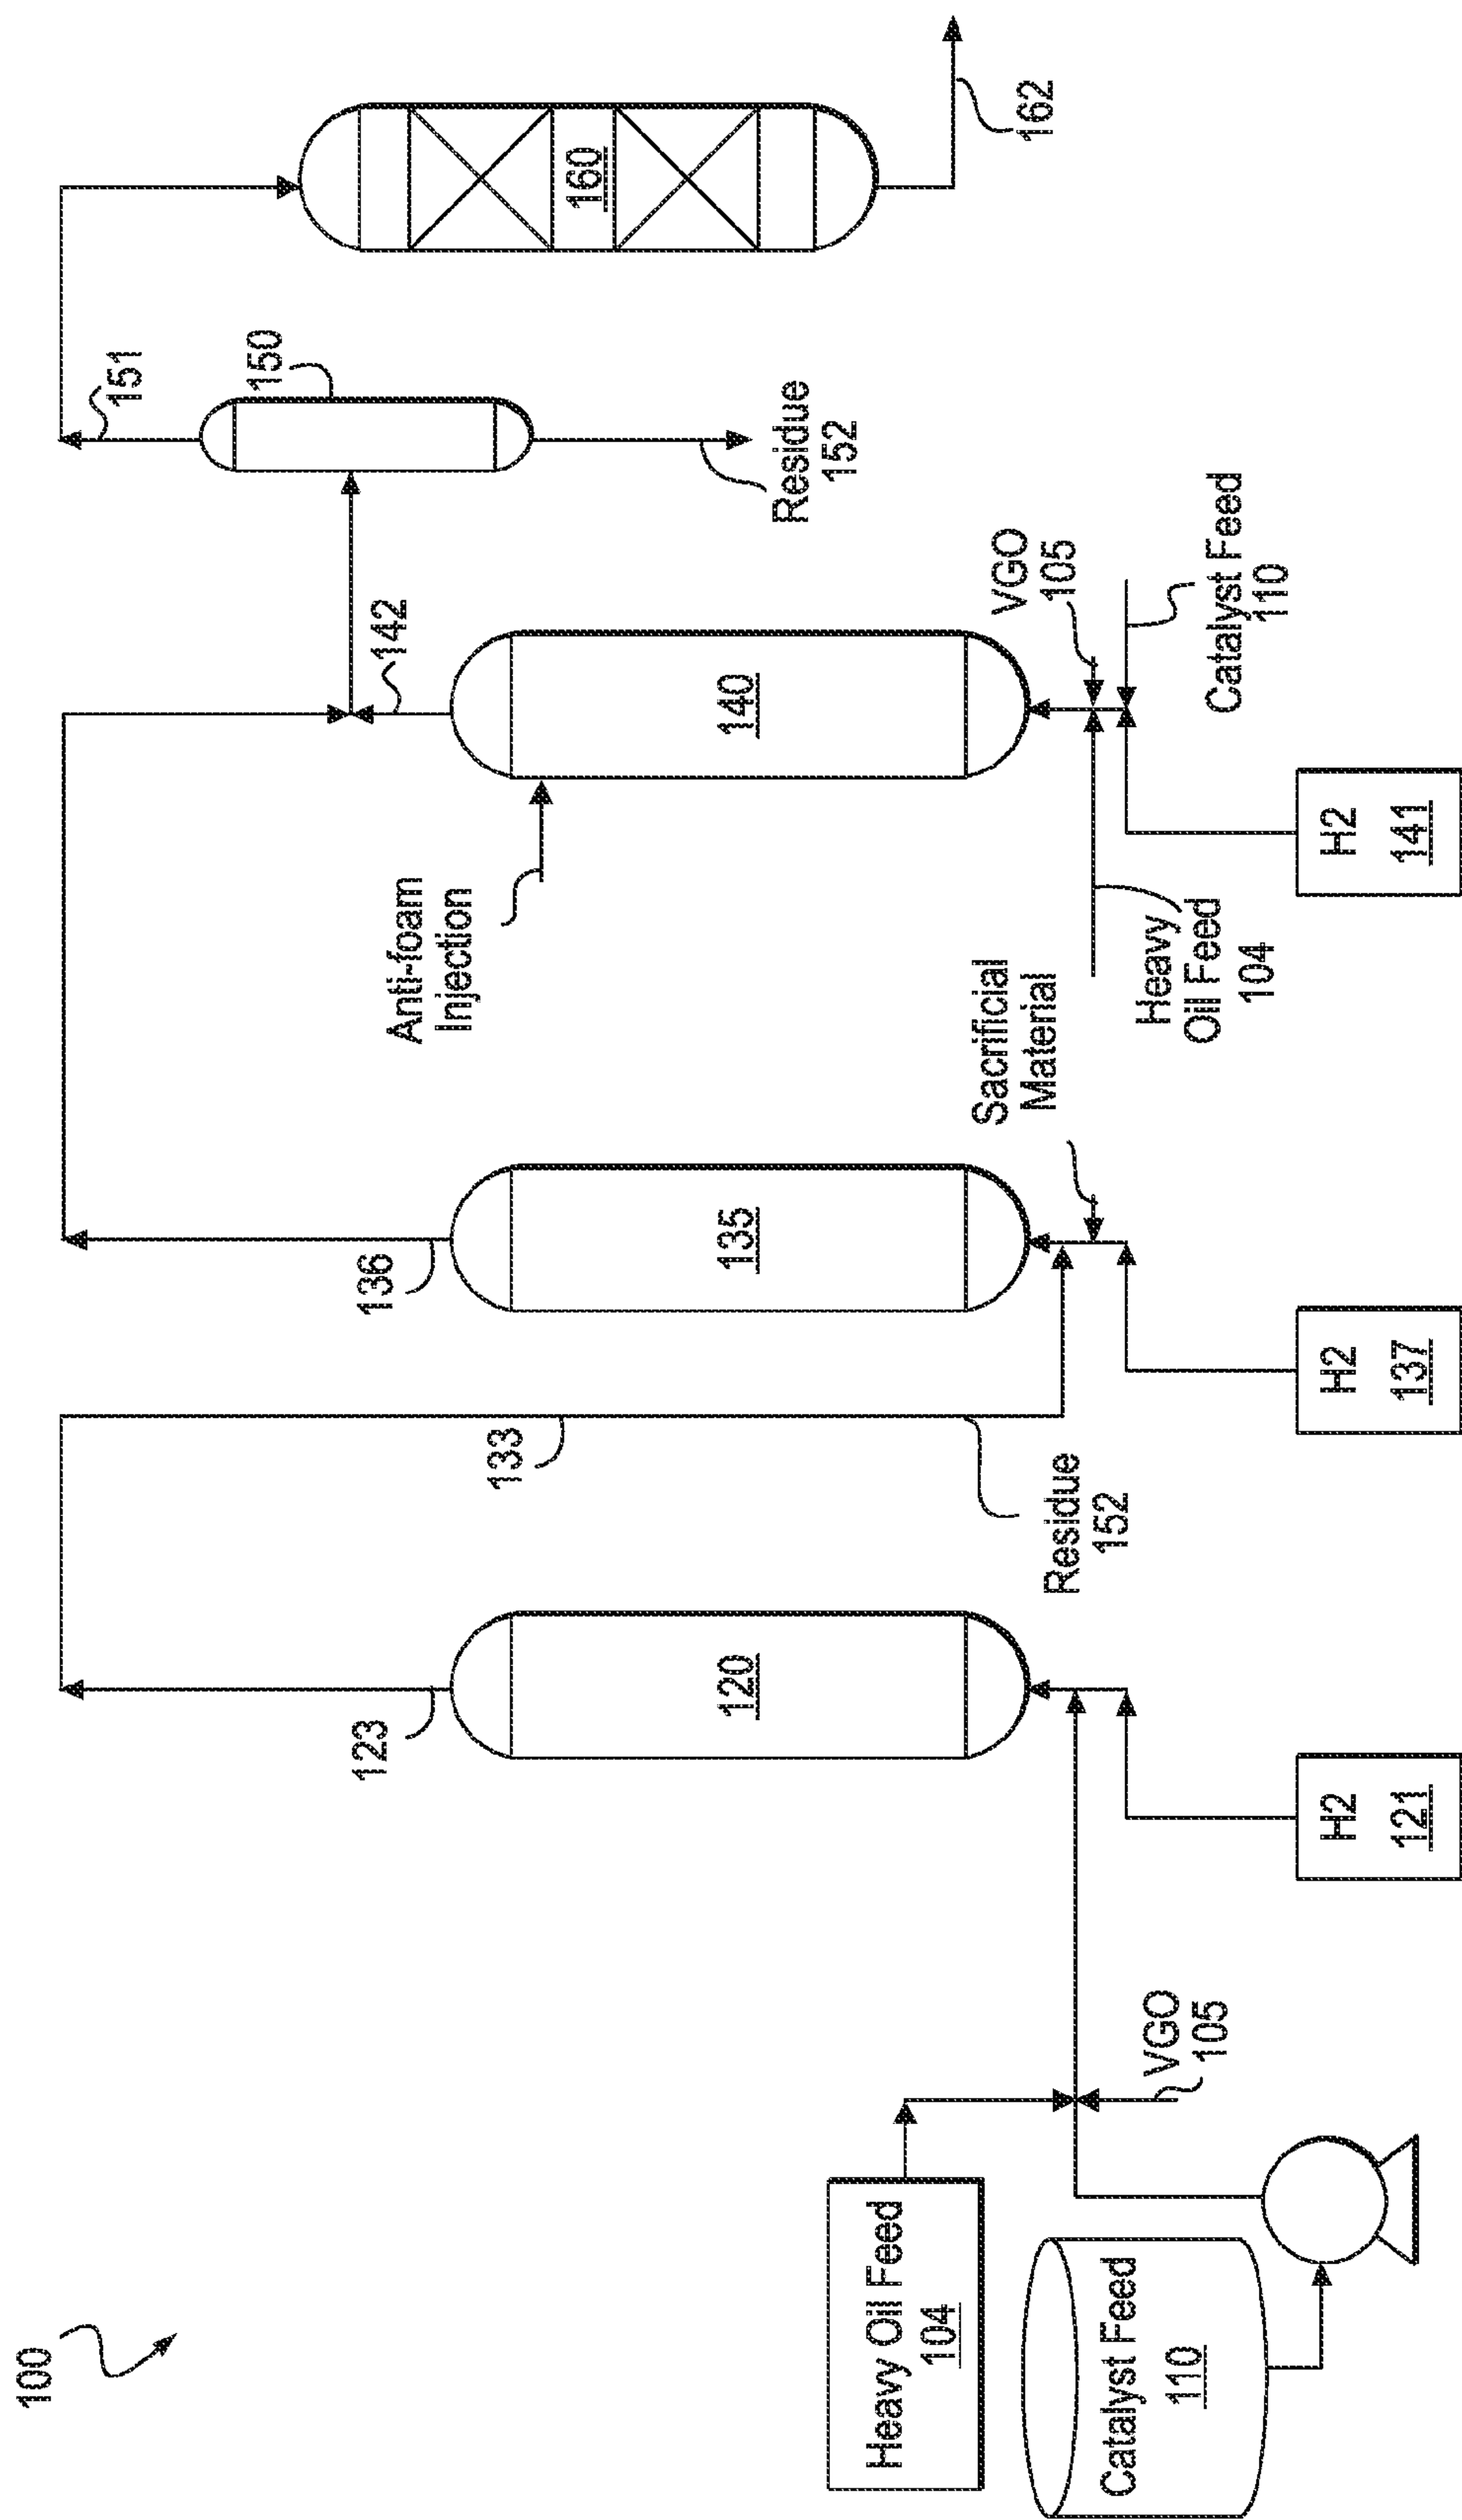 100
Heavy Oil Feed
104
Catalyst Feed
110
VGO
105
123
120
H2
121
133
Residue
152
136
135
Sacrificial
Material
H2
137
Anti-foam
Injection
142
140
Heavy
Oil Feed
104
VGO
105
Catalyst Feed
110
H2
141
151
150
Residue
152
160
162